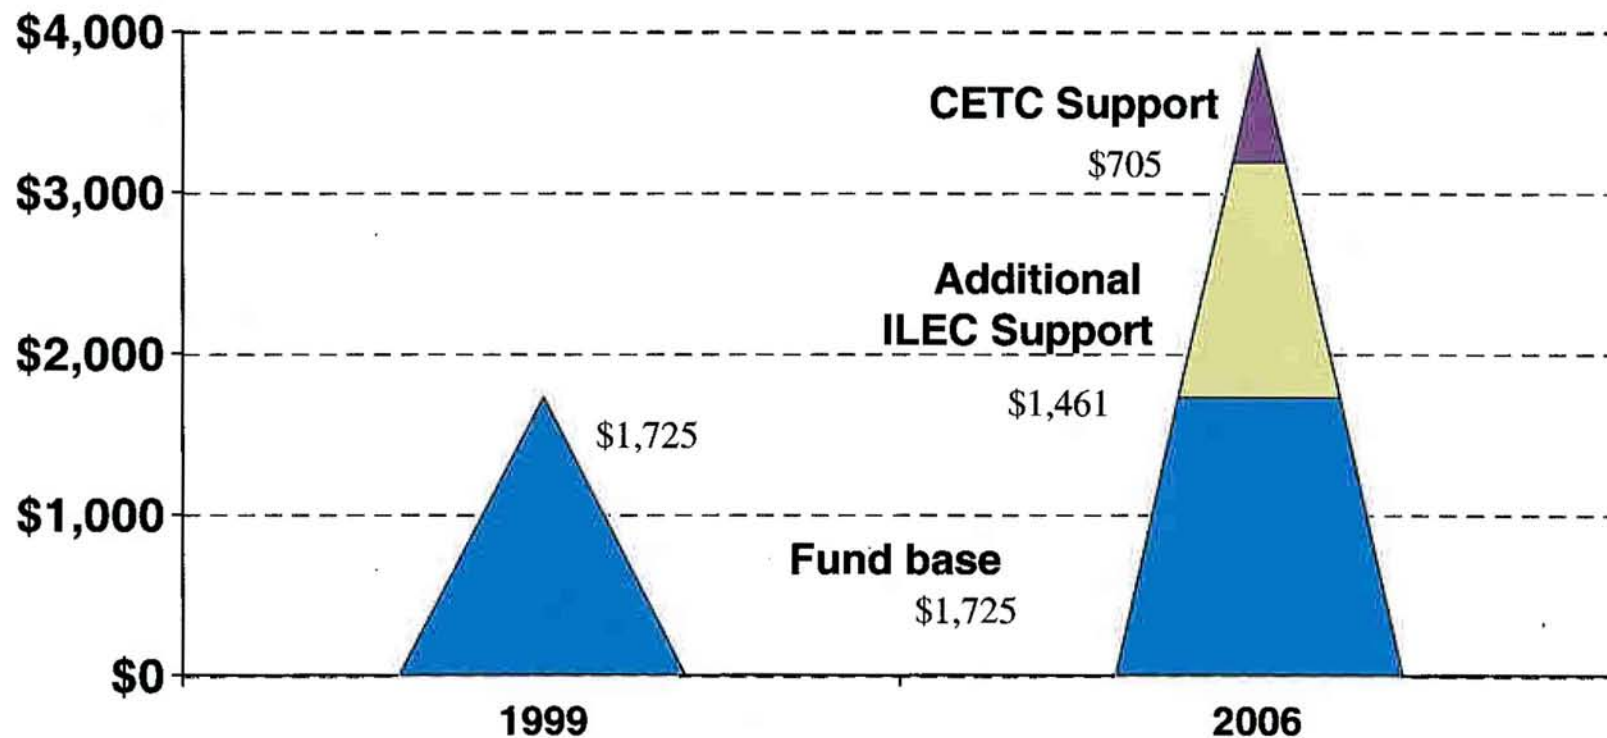 $4,000
$3,000
$2,000
$1,000
$0
$1,725
CETC Support
$705
Additional
ILEC Support
$1,461
Fund base
$1,725
1999
2006